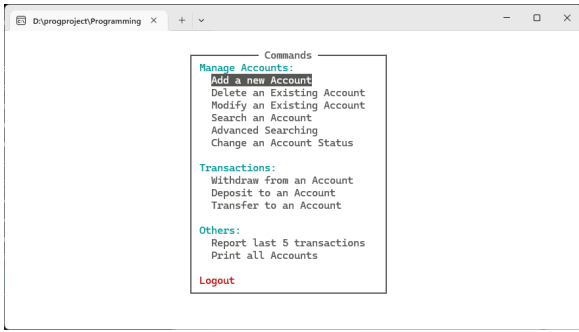 D:\progproject\Programming
Commands
Manage Accounts:
Add a new Account
Delete an Existing Account
Modify an Existing Account
Search an Account
Advanced Searching
Change an Account Status
Transactions:
Withdraw from an Account
Deposit to an Account
Transfer to an Account
Others:
Report last 5 transactions
Print all Accounts
Logout